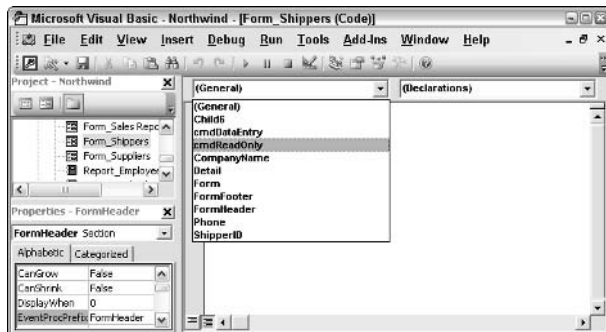 Microsoft Visual Basic - Northwind - [Form_Shippers (Code)]
File Edit View Insert Debug Run Tools Add-Ins Window Help
Project - Northwind
(General)
(Declarations)
Form_Sales Repc
Form_Shippers
Form_Suppliers
Report_Employee
(General)
Child6
cmdDataEntry
cmdReadOnly
CompanyName
Detail
Form
FormFooter
FormHeader
Phone
ShipperID
Properties - FormHeader
FormHeader Section
Alphabetic Categorized
CanGrow False
CanShrink False
DisplayWhen 0
EventProcPrefix FormHeader